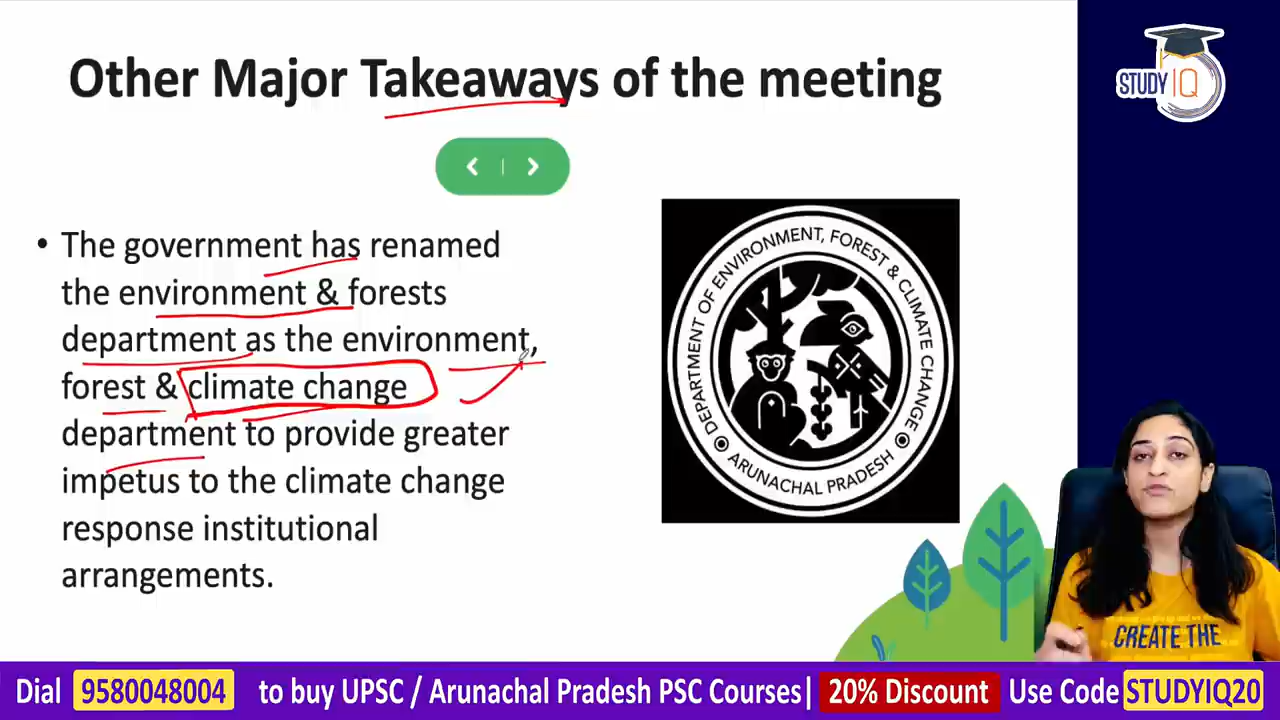 Other Major Takeaways of the meeting
STUDY IQ
• The government has renamed
the environment & forests
department as the environment,
forest & climate change
department to provide greater
impetus to the climate change
response institutional
arrangements.
DEPARTMENT OF ENVIRONMENT, FOREST & CLIMATE CHANGE
ARUNACHAL PRADESH
CREATE THE
Dial 9580048004 to buy UPSC / Arunachal Pradesh PSC Courses| 20% Discount Use Code STUDYIQ20